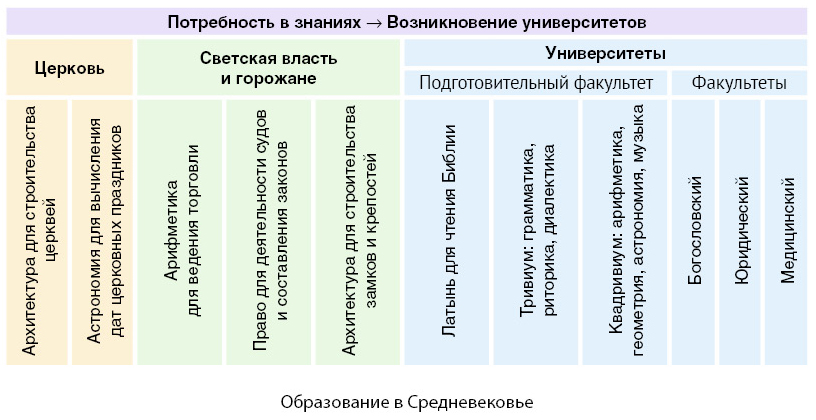 Потребность в знаниях → Возникновение университетов
Церковь
Светская власть
и горожане
Университеты
Подготовительный факультет
Факультеты
Архитектура для строительства
церквей
Астрономия для вычисления
дат церковных праздников
Арифметика
для ведения торговли
Право для деятельности судов
и составления законов
Архитектура для строительства
замков и крепостей
Латынь для чтения Библии
Тривиум: грамматика,
риторика, диалектика
Квадривиум: арифметика,
геометрия, астрономия, музыка
Богословский
Юридический
Медицинский
Образование в Средневековье